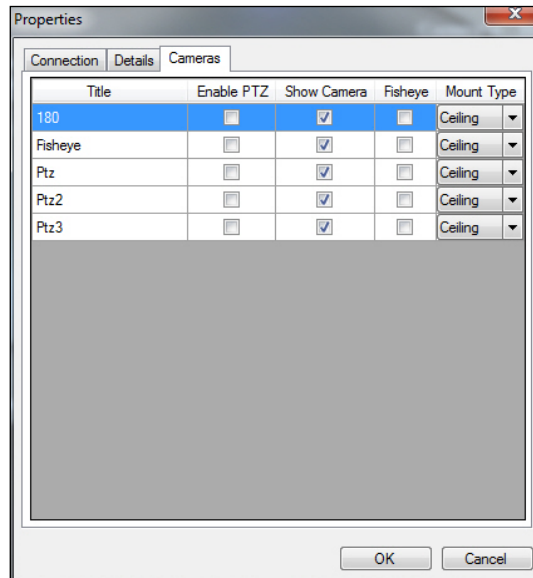 Properties
Connection Details Cameras
Title Enable PTZ Show Camera Fisheye Mount Type
180 Ceiling
Fisheye Ceiling
Ptz Ceiling
Ptz2 Ceiling
Ptz3 Ceiling
OK Cancel